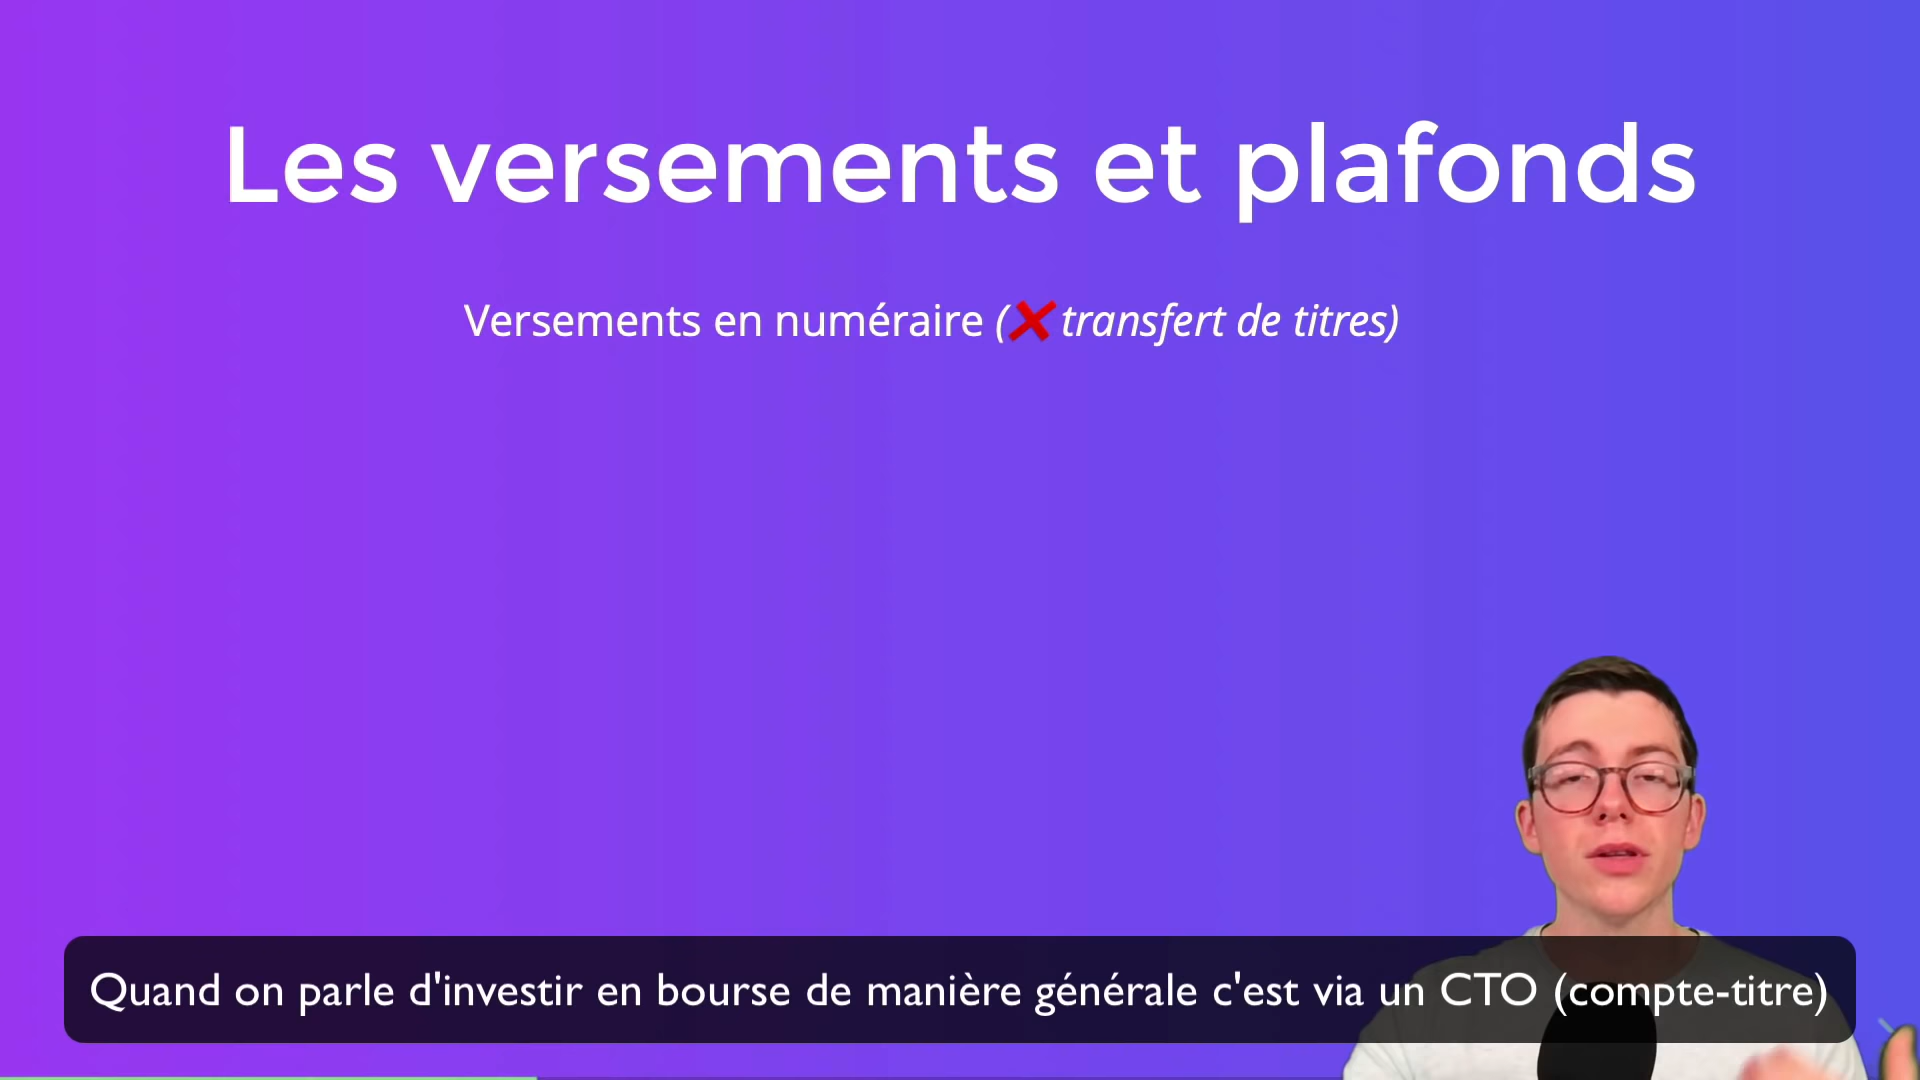 Les versements et plafonds
Versements en numéraire (❌ transfert de titres)
Quand on parle d'investir en bourse de manière générale c'est via un CTO (compte-titre)